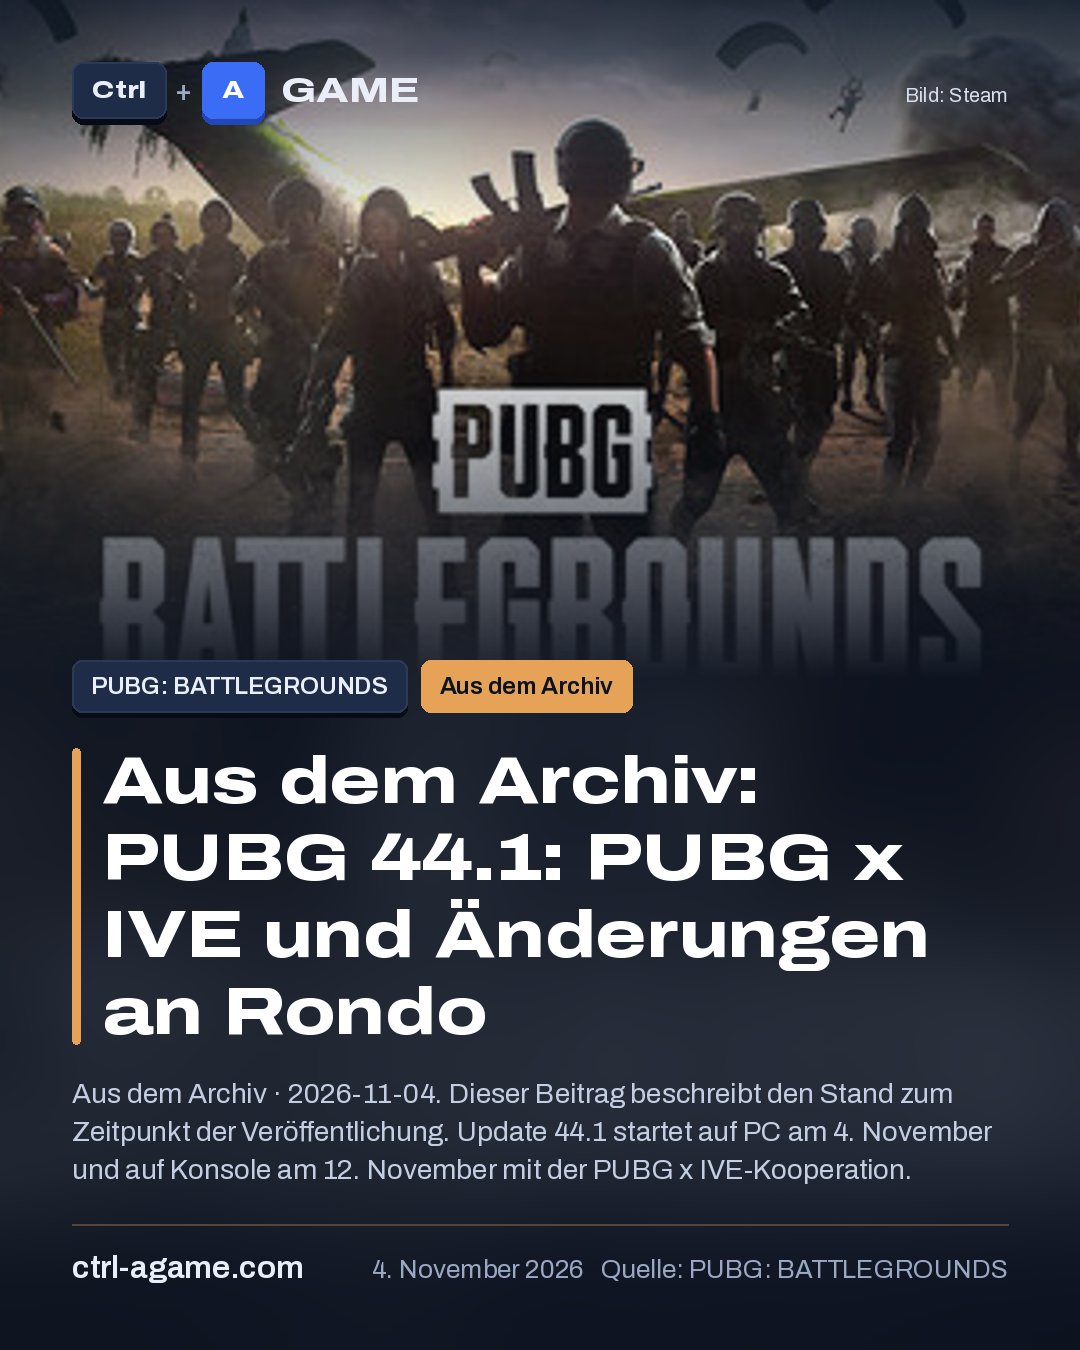 Ctrl + A GAME
Bild: Steam
PUBG
BATTLEGROUNDS
PUBG: BATTLEGROUNDS
Aus dem Archiv
Aus dem Archiv:
PUBG 44.1: PUBG x
IVE und Änderungen
an Rondo
Aus dem Archiv · 2026-11-04. Dieser Beitrag beschreibt den Stand zum
Zeitpunkt der Veröffentlichung. Update 44.1 startet auf PC am 4. November
und auf Konsole am 12. November mit der PUBG x IVE-Kooperation.
ctrl-agame.com
4. November 2026 Quelle: PUBG: BATTLEGROUNDS